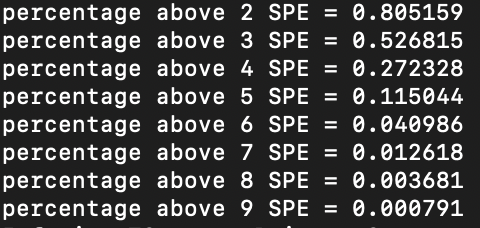 percentage above 2 SPE = 0.805159
percentage above 3 SPE = 0.526815
percentage above 4 SPE = 0.272328
percentage above 5 SPE = 0.115044
percentage above 6 SPE = 0.040986
percentage above 7 SPE = 0.012618
percentage above 8 SPE = 0.003681
percentage above 9 SPE = 0.000791